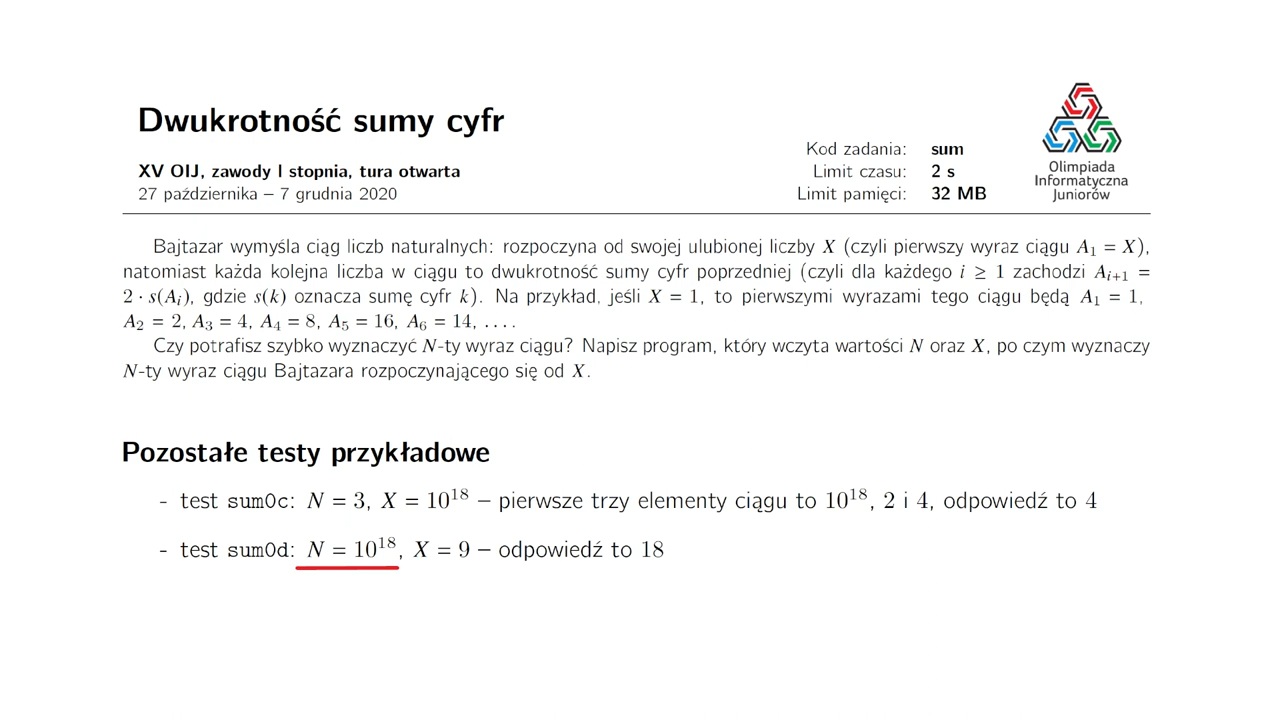 Dwukrotność sumy cyfr
XV OIJ, zawody I stopnia, tura otwarta
27 października – 7 grudnia 2020
Kod zadania: sum
Limit czasu: 2 s
Limit pamięci: 32 MB
Olimpiada
Informatyczna
Juniorów
Bajtazar wymyśla ciąg liczb naturalnych: rozpoczyna od swojej ulubionej liczby X (czyli pierwszy wyraz ciągu A₁ = X),
natomiast każda kolejna liczba w ciągu to dwukrotność sumy cyfr poprzedniej (czyli dla każdego i ≥ 1 zachodzi Aᵢ₊₁ =
2 · s(Aᵢ), gdzie s(k) oznacza sumę cyfr k). Na przykład, jeśli X = 1, to pierwszymi wyrazami tego ciągu będą A₁ = 1,
A₂ = 2, A₃ = 4, A₄ = 8, A₅ = 16, A₆ = 14, . . . .
Czy potrafisz szybko wyznaczyć N-ty wyraz ciągu? Napisz program, który wczyta wartości N oraz X, po czym wyznaczy
N-ty wyraz ciągu Bajtazara rozpoczynającego się od X.
Pozostałe testy przykładowe
- test sum0c: N = 3, X = 10¹⁸ – pierwsze trzy elementy ciągu to 10¹⁸, 2 i 4, odpowiedź to 4
- test sum0d: N = 10¹⁸, X = 9 – odpowiedź to 18